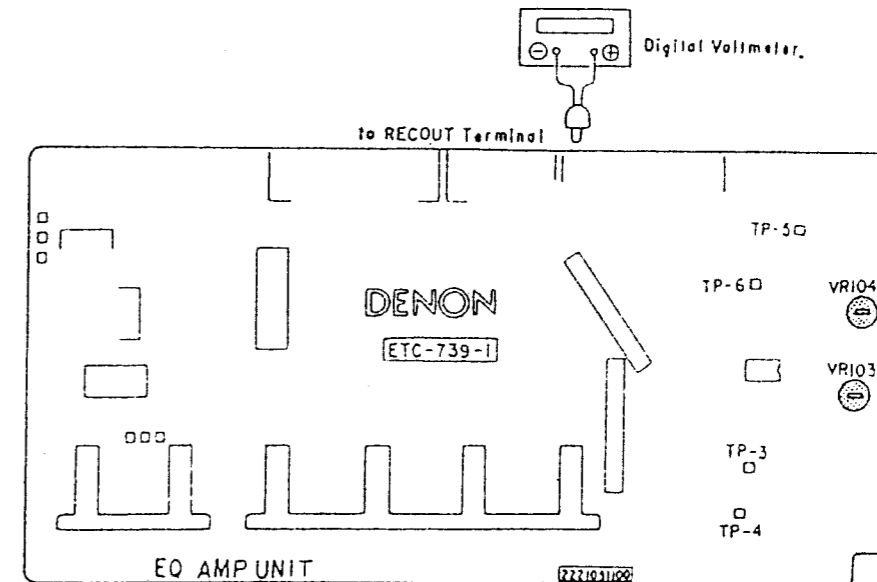 Digital Voltmeter.
to RECOUT Terminal
TP-5
TP-6
VR104
DENON
ETC-739-1
VR103
TP-3
TP-4
EQ AMP UNIT
2221031100